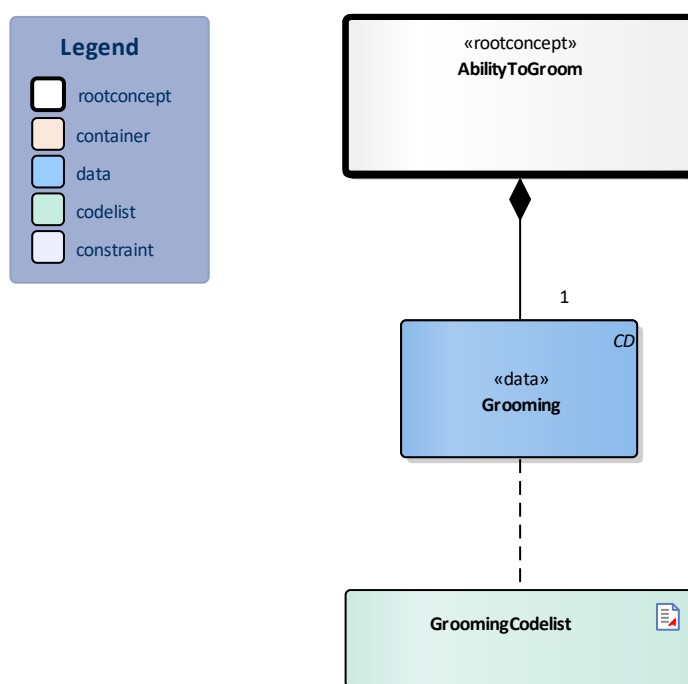 Legend
rootconcept
container
data
codelist
constraint
«rootconcept»
AbilityToGroom
1
CD
«data»
Grooming
GroomingCodelist